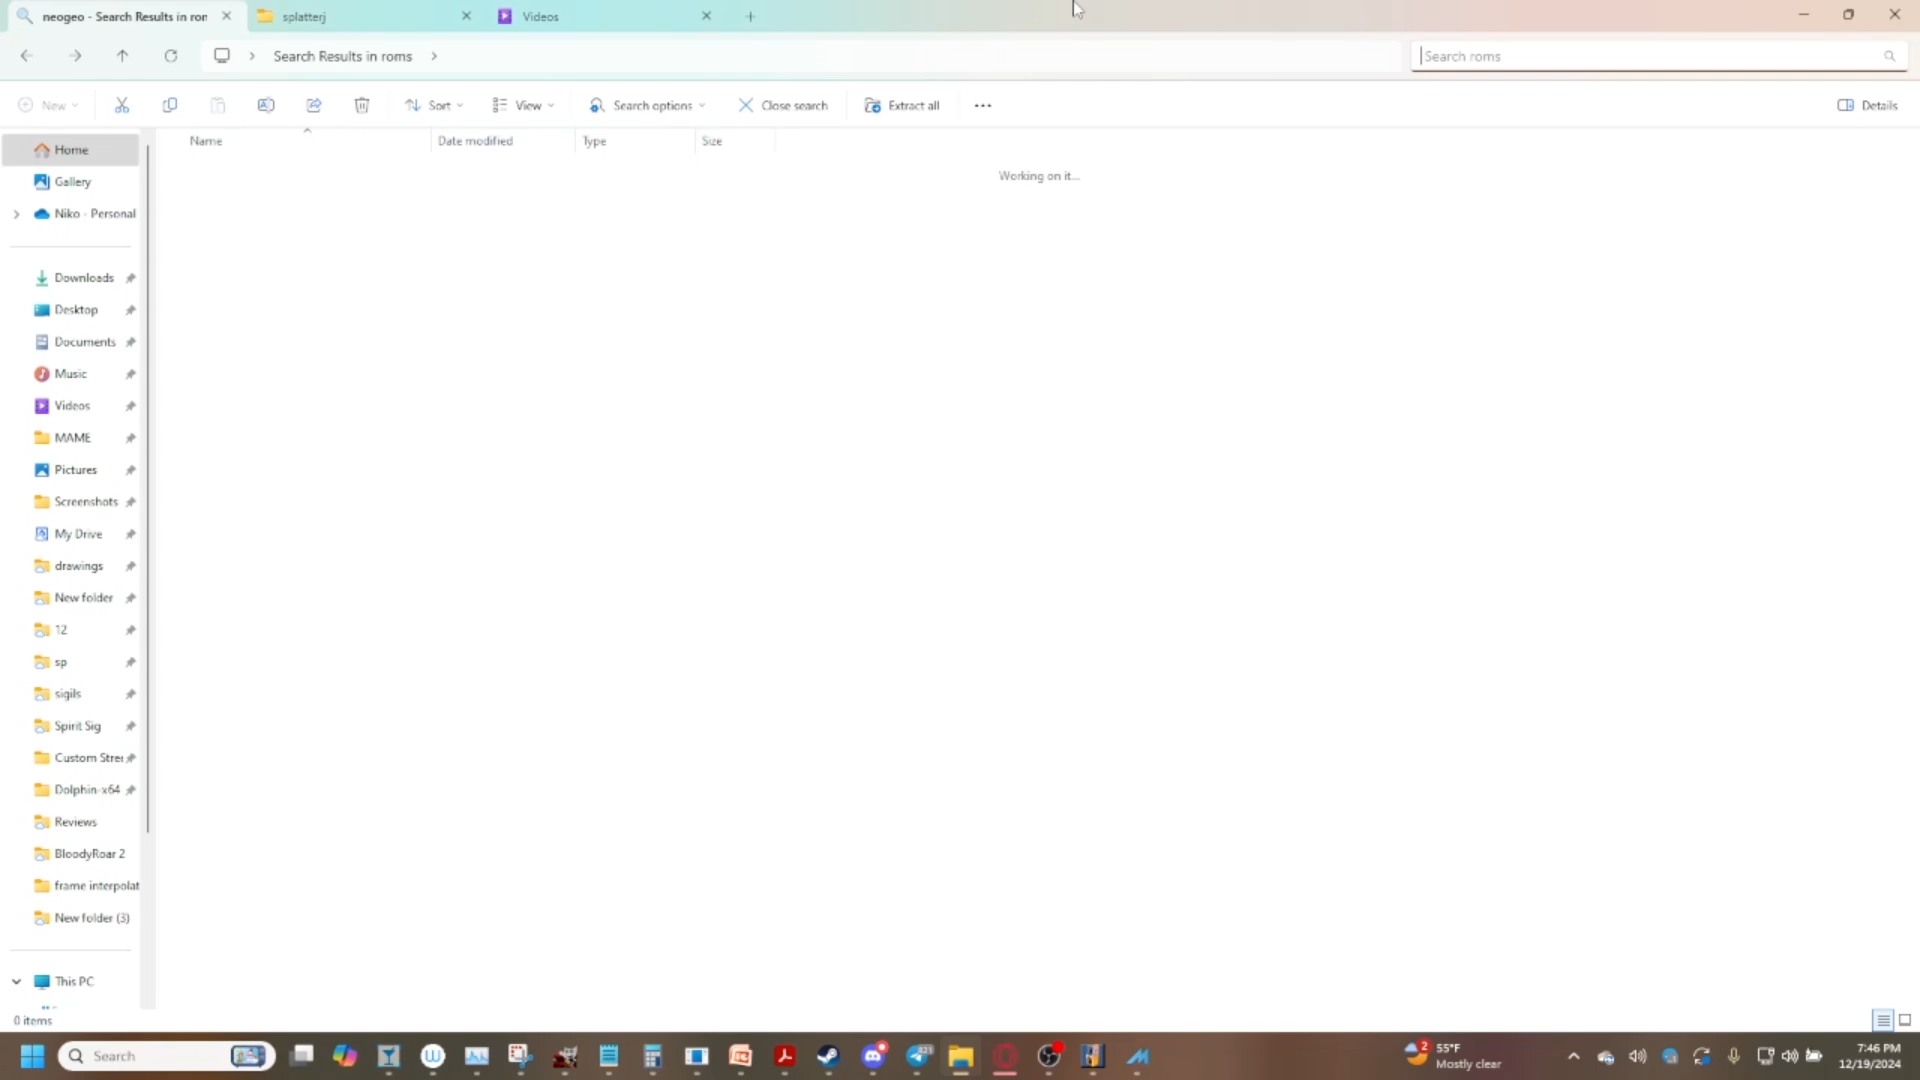 neogeo - Search Results in ror
splatterj
Videos
Search Results in roms
Search roms
New
Sort
View
Search options
Close search
Extract all
Details
Name
Date modified
Type
Size
Working on it...
Home
Gallery
Niko - Personal
Downloads
Desktop
Documents
Music
Videos
MAME
Pictures
Screenshots
My Drive
drawings
New folder
12
sp
sigils
Spirit Sig
Custom Stre
Dolphin-x64
Reviews
BloodyRoar 2
frame interpolat
New folder (3)
This PC
0 items
Search
2
55°F
Mostly clear
7:46 PM
12/19/2024